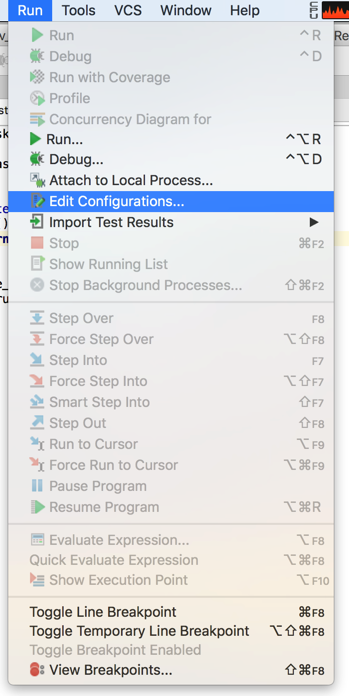 Run Tools VCS Window Help CPU
Run ^R
Debug ^D
Run with Coverage
Profile
Concurrency Diagram for
Run... ^⌥R
Debug... ^⌥D
Attach to Local Process...
Edit Configurations...
Import Test Results ▶
Stop ⌘F2
Show Running List
Stop Background Processes... ⇧⌘F2
Step Over F8
Force Step Over ⌥⇧F8
Step Into F7
Force Step Into ⌥⇧F7
Smart Step Into ⇧F7
Step Out ⇧F8
Run to Cursor ⌥F9
Force Run to Cursor ⌥⌘F9
Pause Program
Resume Program ⌥⌘R
Evaluate Expression... ⌥F8
Quick Evaluate Expression ⌥⌘F8
Show Execution Point ⌥F10
Toggle Line Breakpoint ⌘F8
Toggle Temporary Line Breakpoint ⌥⇧⌘F8
Toggle Breakpoint Enabled
View Breakpoints... ⇧⌘F8